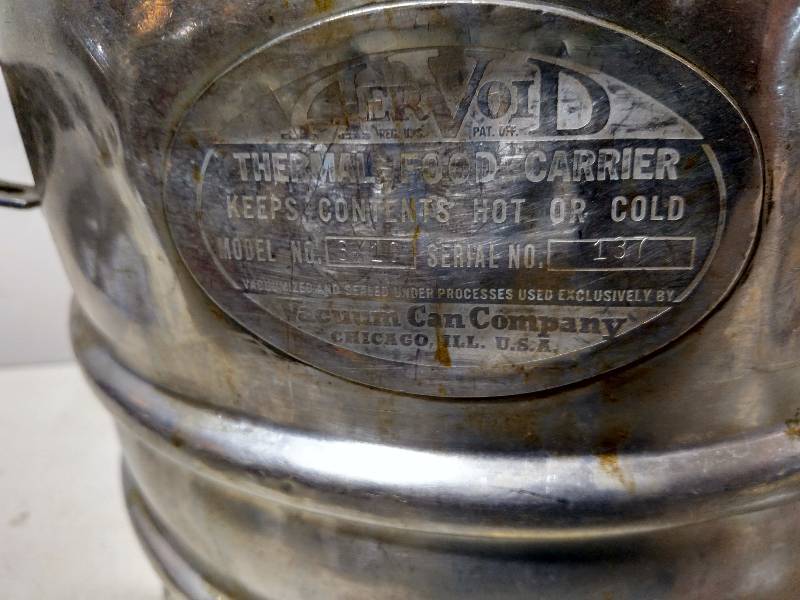 AerVoiD
REG. U.S. PAT. OFF.
THERMAL FOOD CARRIER
KEEPS CONTENTS HOT OR COLD
MODEL NO. SERIAL NO. 137
VACUUMIZED AND SEALED UNDER PROCESSES USED EXCLUSIVELY BY
Vacuum Can Company
CHICAGO, ILL. U.S.A.